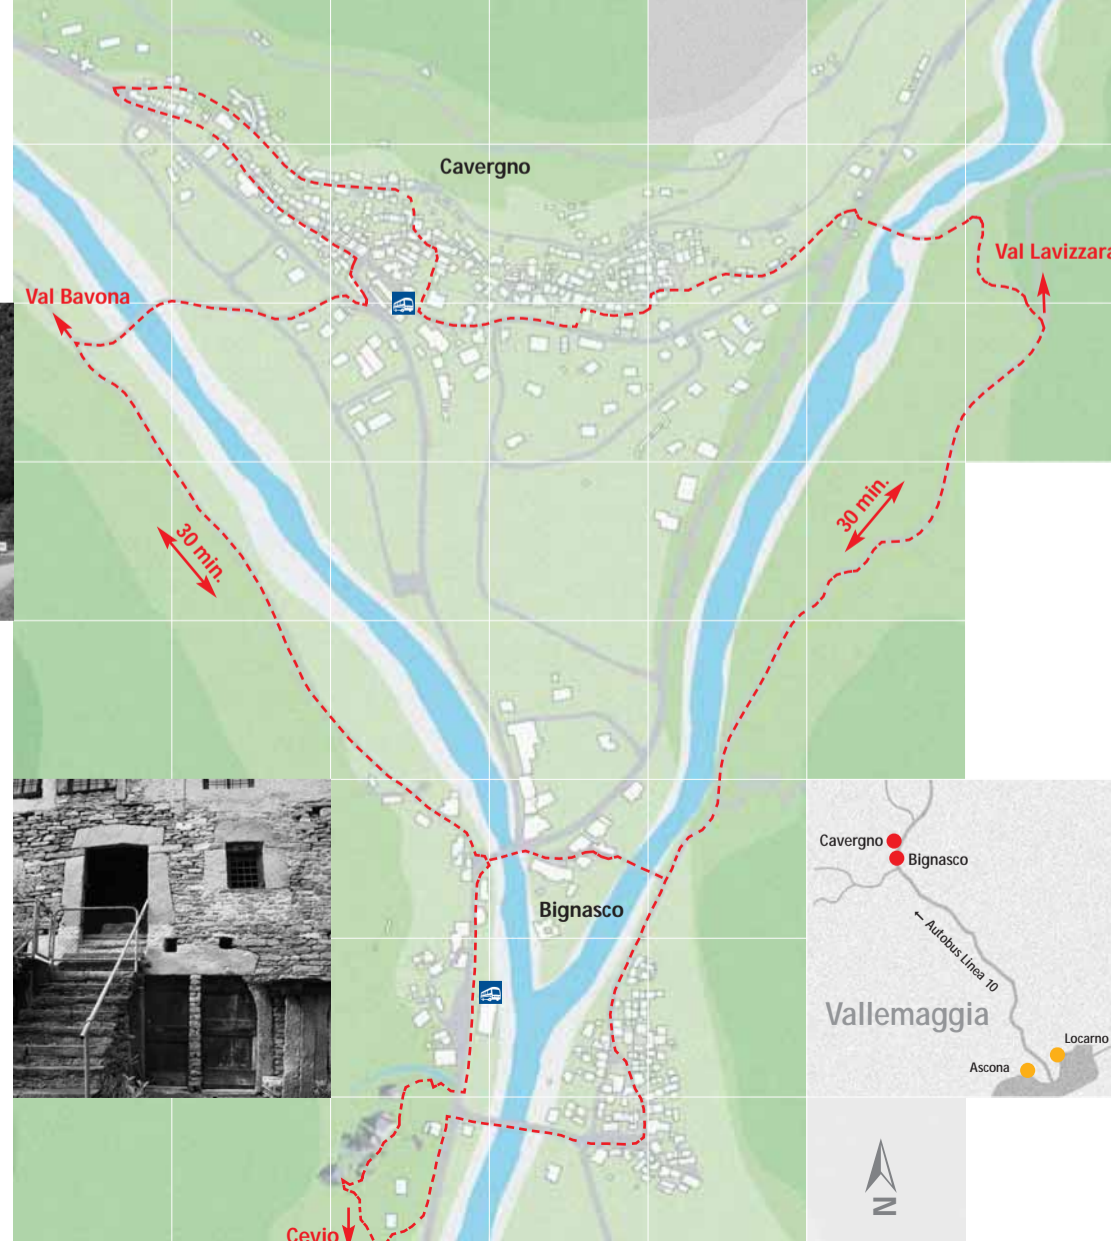 Cavergno
Val Lavizzara
Val Bavona
30 min.
30 min.
Bignasco
Cevio
Cavergno
Bignasco
← Autobus Linea 10
Vallemaggia
Locarno
Ascona
N